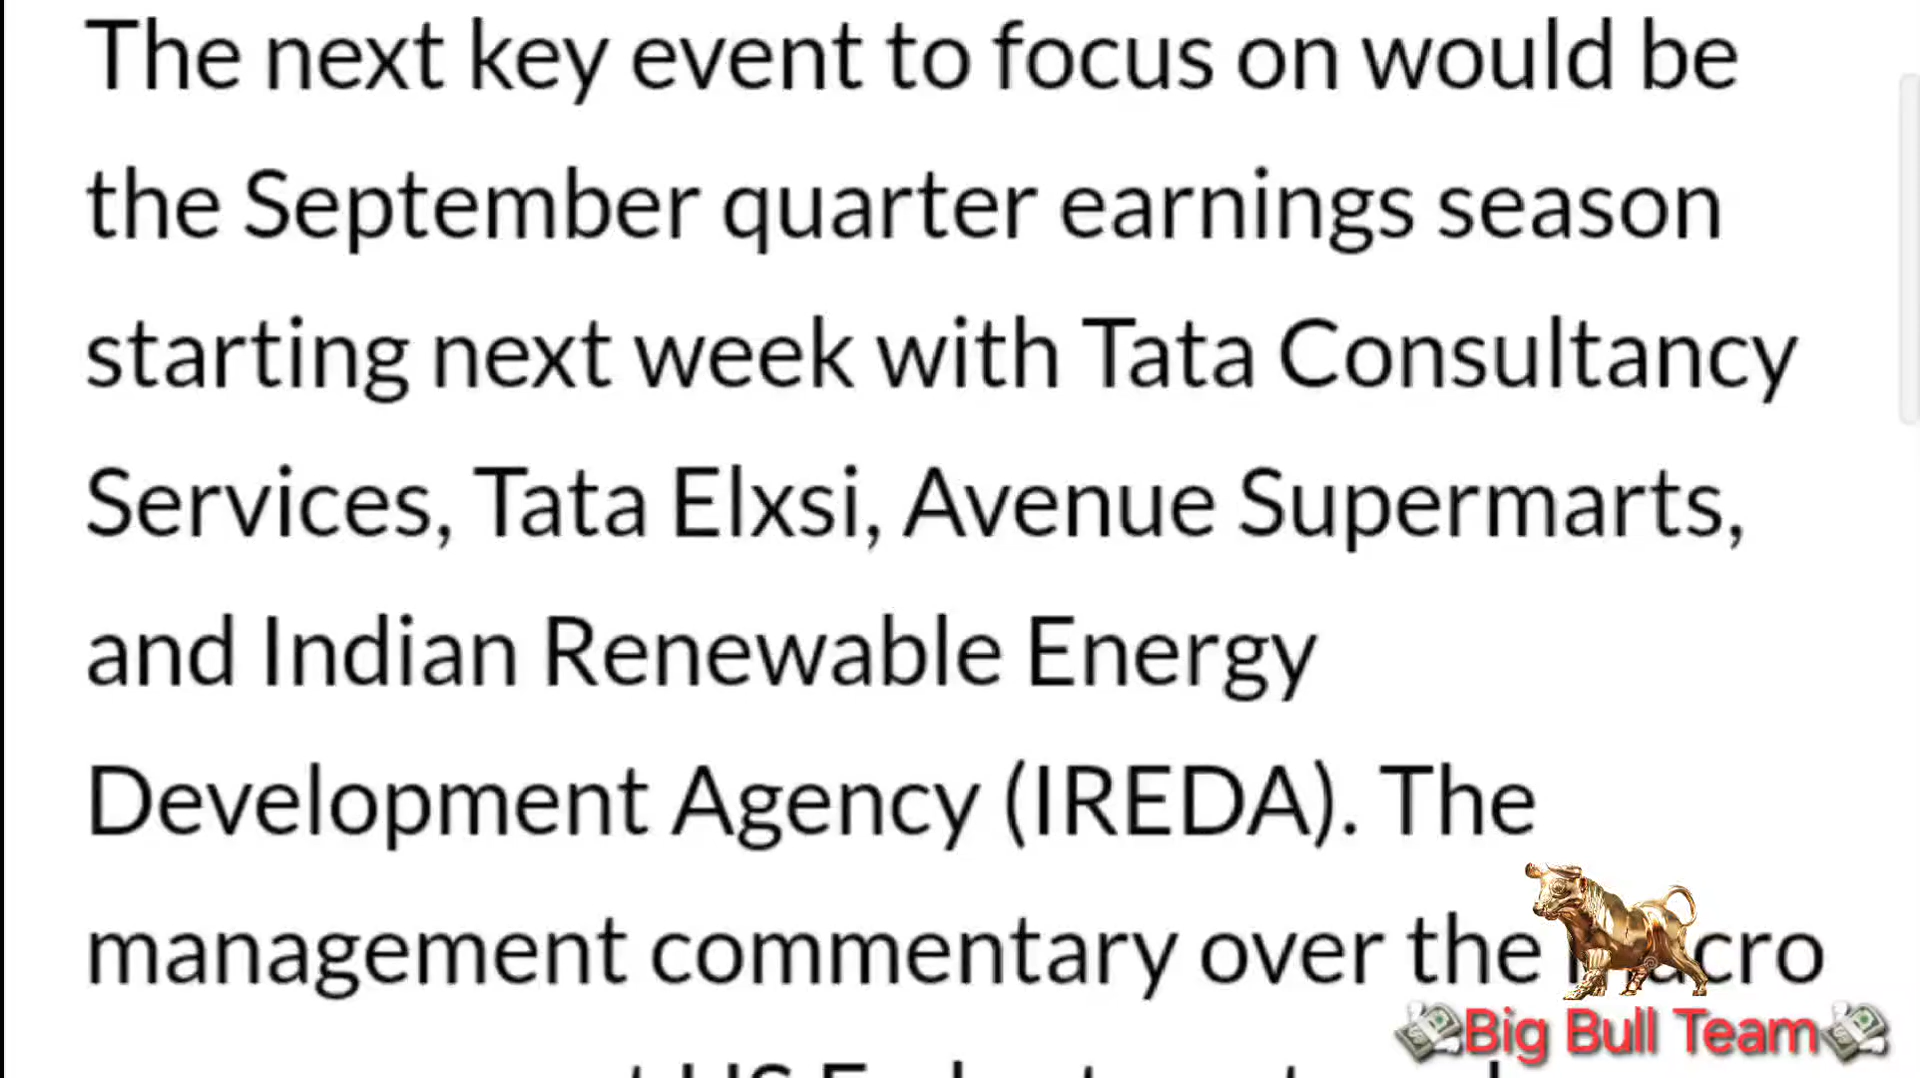 The next key event to focus on would be
the September quarter earnings season
starting next week with Tata Consultancy
Services, Tata Elxsi, Avenue Supermarts,
and Indian Renewable Energy
Development Agency (IREDA). The
management commentary over the macro
Big Bull Team